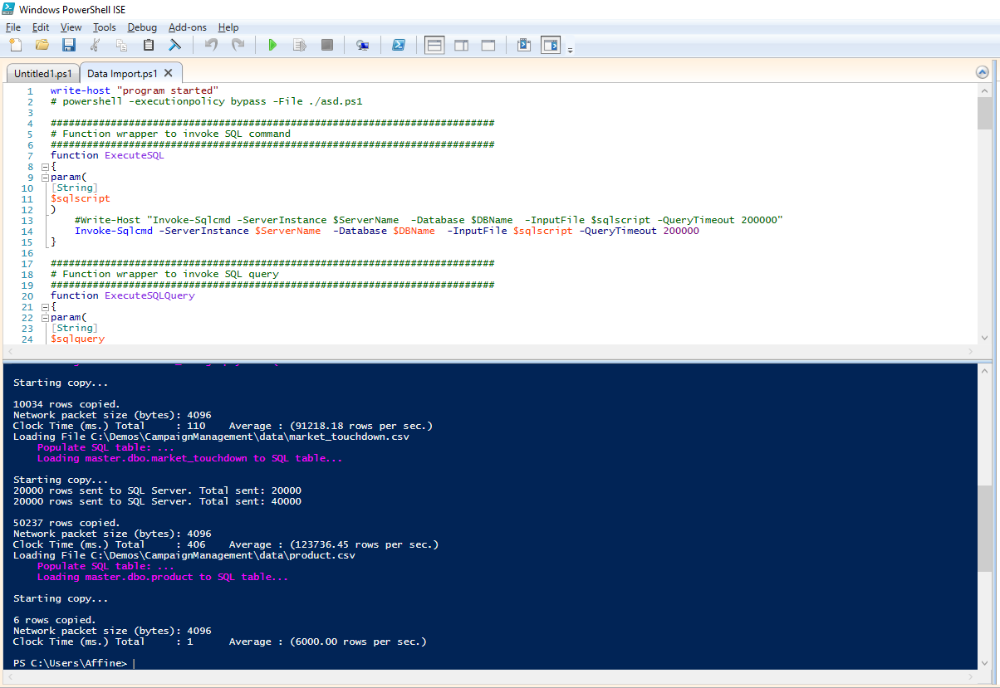 Windows PowerShell ISE
File Edit View Tools Debug Add-ons Help
Untitled1.ps1 Data Import.ps1
1 write-host "program started"
2 # powershell -executionpolicy bypass -File ./asd.ps1
3
4 ##########################################################################
5 # Function wrapper to invoke SQL command
6 ##########################################################################
7 function ExecuteSQL
8 {
9 param(
10 [String]
11 $sqlscript
12 )
13 #Write-Host "Invoke-Sqlcmd -ServerInstance $ServerName  -Database $DBName  -InputFile $sqlscript -QueryTimeout 200000"
14 Invoke-Sqlcmd -ServerInstance $ServerName  -Database $DBName  -InputFile $sqlscript -QueryTimeout 200000
15 }
16
17 ##########################################################################
18 # Function wrapper to invoke SQL query
19 ##########################################################################
20 function ExecuteSQLQuery
21 {
22 param(
23 [String]
24 $sqlquery
Starting copy...
10034 rows copied.
Network packet size (bytes): 4096
Clock Time (ms.) Total     : 110    Average : (91218.18 rows per sec.)
Loading File C:\Demos\CampaignManagement\data\market_touchdown.csv
Populate SQL table: ...
Loading master.dbo.market_touchdown to SQL table...
Starting copy...
20000 rows sent to SQL Server. Total sent: 20000
20000 rows sent to SQL Server. Total sent: 40000
50237 rows copied.
Network packet size (bytes): 4096
Clock Time (ms.) Total     : 406    Average : (123736.45 rows per sec.)
Loading File C:\Demos\CampaignManagement\data\product.csv
Populate SQL table: ...
Loading master.dbo.product to SQL table...
Starting copy...
6 rows copied.
Network packet size (bytes): 4096
Clock Time (ms.) Total     : 1      Average : (6000.00 rows per sec.)
PS C:\Users\Affine>